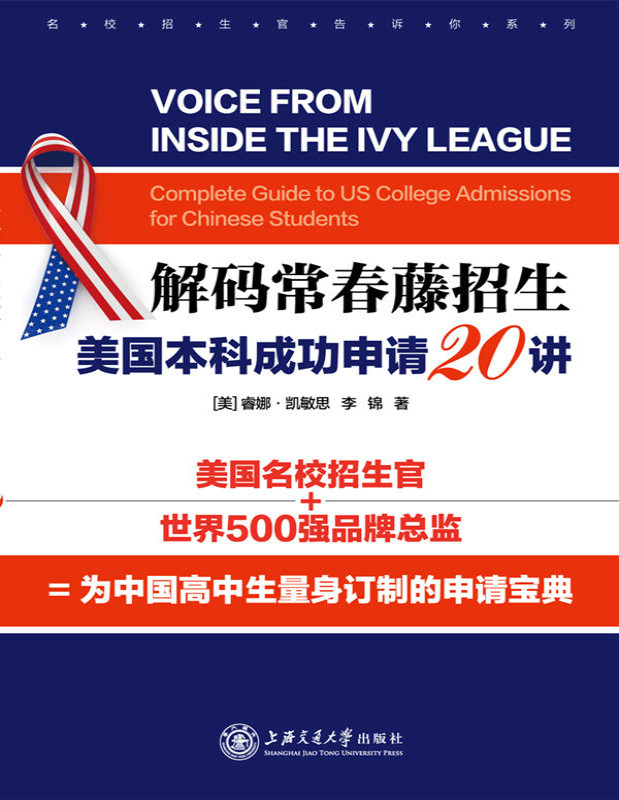 名★校★招★生★官★告★诉★你★系★列
VOICE FROM
INSIDE THE IVY LEAGUE
Complete Guide to US College Admissions
for Chinese Students
解码常春藤招生
美国本科成功申请20讲
[美]睿娜·凯敏思 李 锦 著
美国名校招生官
+
世界500强品牌总监
=为中国高中生量身订制的申请宝典
上海交通大学出版社
SHANGHAI JIAO TONG UNIVERSITY PRESS